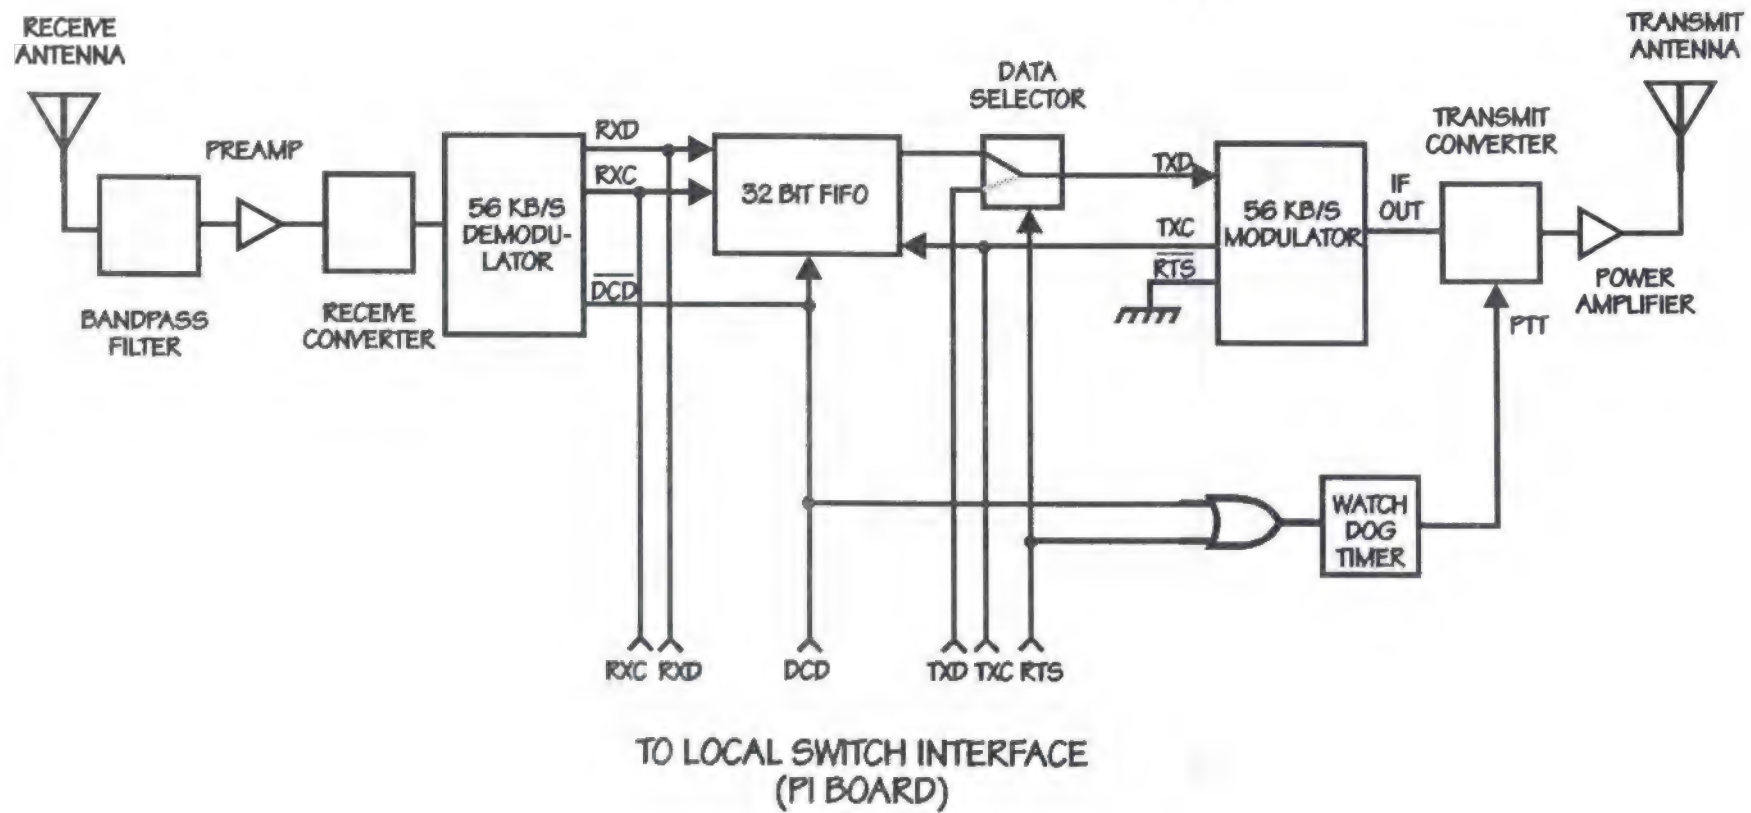 RECEIVE
ANTENNA
PREAMP
BANDPASS
FILTER
RECEIVE
CONVERTER
56 KB/S
DEMODU-
LATOR
RXD
RXC
D̅C̅D̅
32 BIT FIFO
DATA
SELECTOR
TXD
TXC
R̅T̅S̅
56 KB/S
MODULATOR
IF
OUT
TRANSMIT
CONVERTER
TRANSMIT
ANTENNA
POWER
AMPLIFIER
PTT
WATCH
DOG
TIMER
RXC RXD DCD TXD TXC RTS
TO LOCAL SWITCH INTERFACE
(PI BOARD)